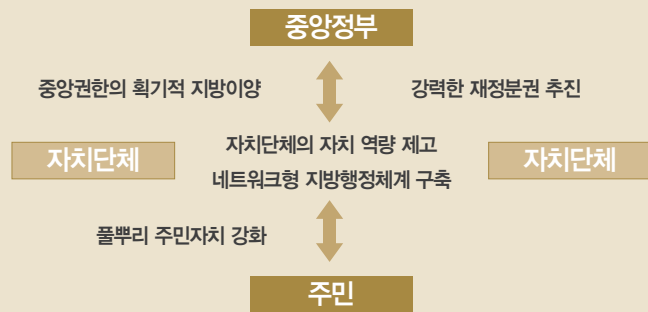 중앙정부
중앙권한의 획기적 지방이양
강력한 재정분권 추진
자치단체
자치단체의 자치 역량 제고
네트워크형 지방행정체계 구축
자치단체
풀뿌리 주민자치 강화
주민